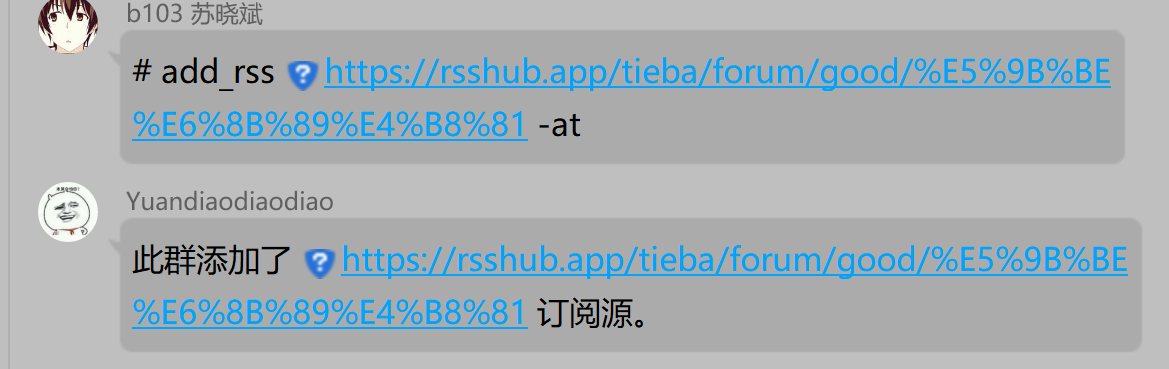 b103 苏晓斌
# add_rss https://rsshub.app/tieba/forum/good/%E5%9B%BE
%E6%8B%89%E4%B8%81 -at
Yuandiaodiaodiao
此群添加了 https://rsshub.app/tieba/forum/good/%E5%9B%BE
%E6%8B%89%E4%B8%81 订阅源。